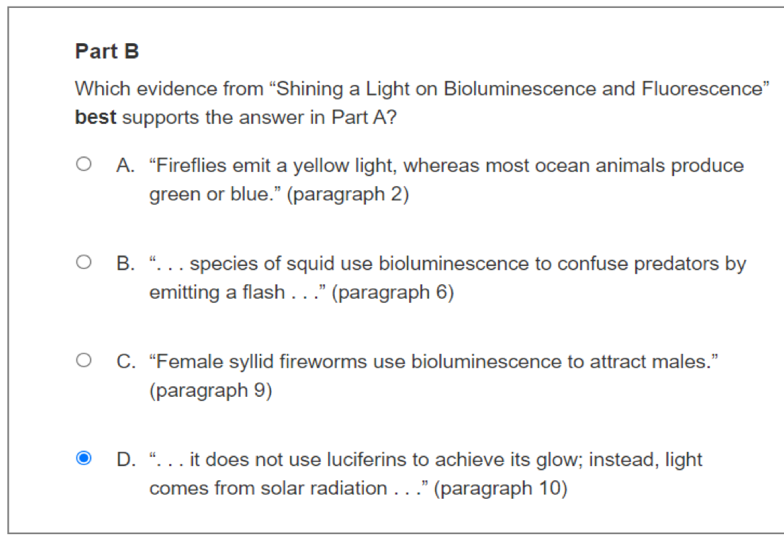 Part B
Which evidence from “Shining a Light on Bioluminescence and Fluorescence”
best supports the answer in Part A?
A. “Fireflies emit a yellow light, whereas most ocean animals produce
green or blue.” (paragraph 2)
B. “. . . species of squid use bioluminescence to confuse predators by
emitting a flash . . .” (paragraph 6)
C. “Female syllid fireworms use bioluminescence to attract males.”
(paragraph 9)
D. “. . . it does not use luciferins to achieve its glow; instead, light
comes from solar radiation . . .” (paragraph 10)